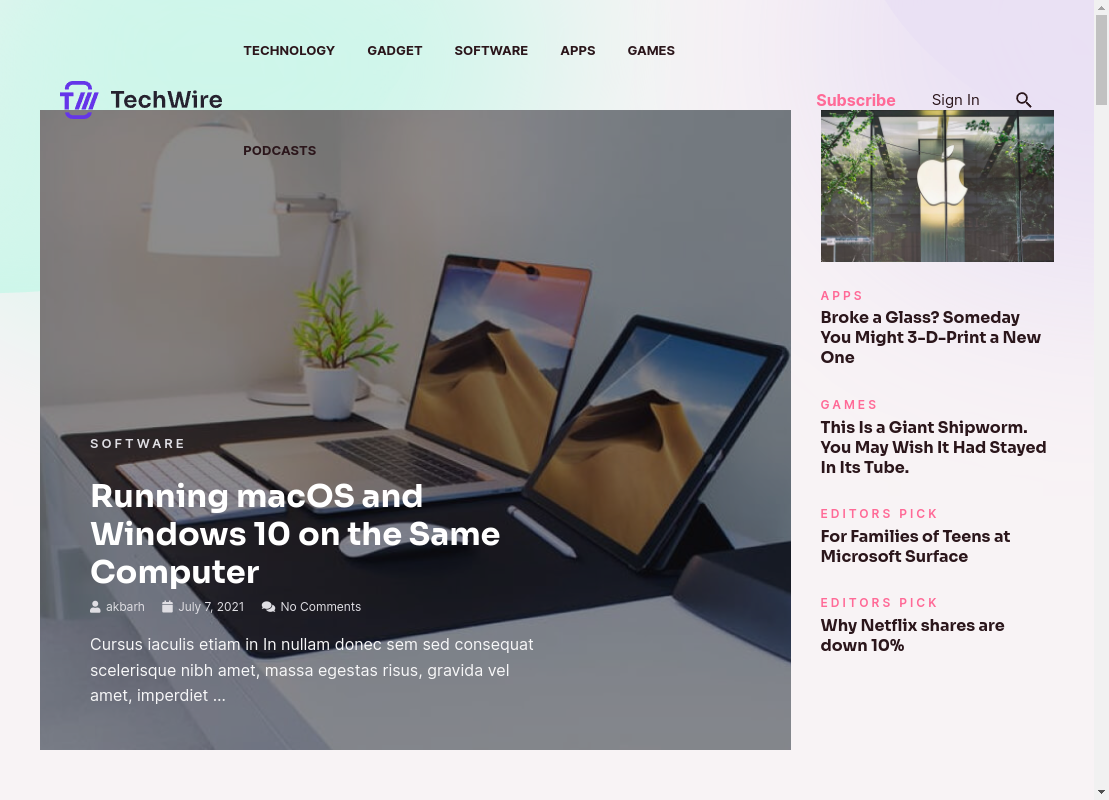 TECHNOLOGY GADGET SOFTWARE APPS GAMES
TechWire
Subscribe Sign In
PODCASTS
SOFTWARE
Running macOS and
Windows 10 on the Same
Computer
akbarh July 7, 2021 No Comments
Cursus iaculis etiam in In nullam donec sem sed consequat
scelerisque nibh amet, massa egestas risus, gravida vel
amet, imperdiet ...
APPS
Broke a Glass? Someday
You Might 3-D-Print a New
One
GAMES
This Is a Giant Shipworm.
You May Wish It Had Stayed
In Its Tube.
EDITORS PICK
For Families of Teens at
Microsoft Surface
EDITORS PICK
Why Netflix shares are
down 10%